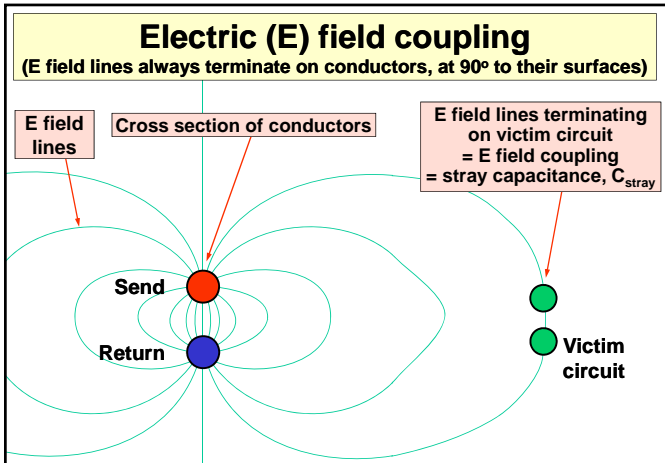 Electric (E) field coupling
(E field lines always terminate on conductors, at 90º to their surfaces)
E field
lines
Cross section of conductors
E field lines terminating
on victim circuit
= E field coupling
= stray capacitance, Cstray
Send
Return
Victim
circuit